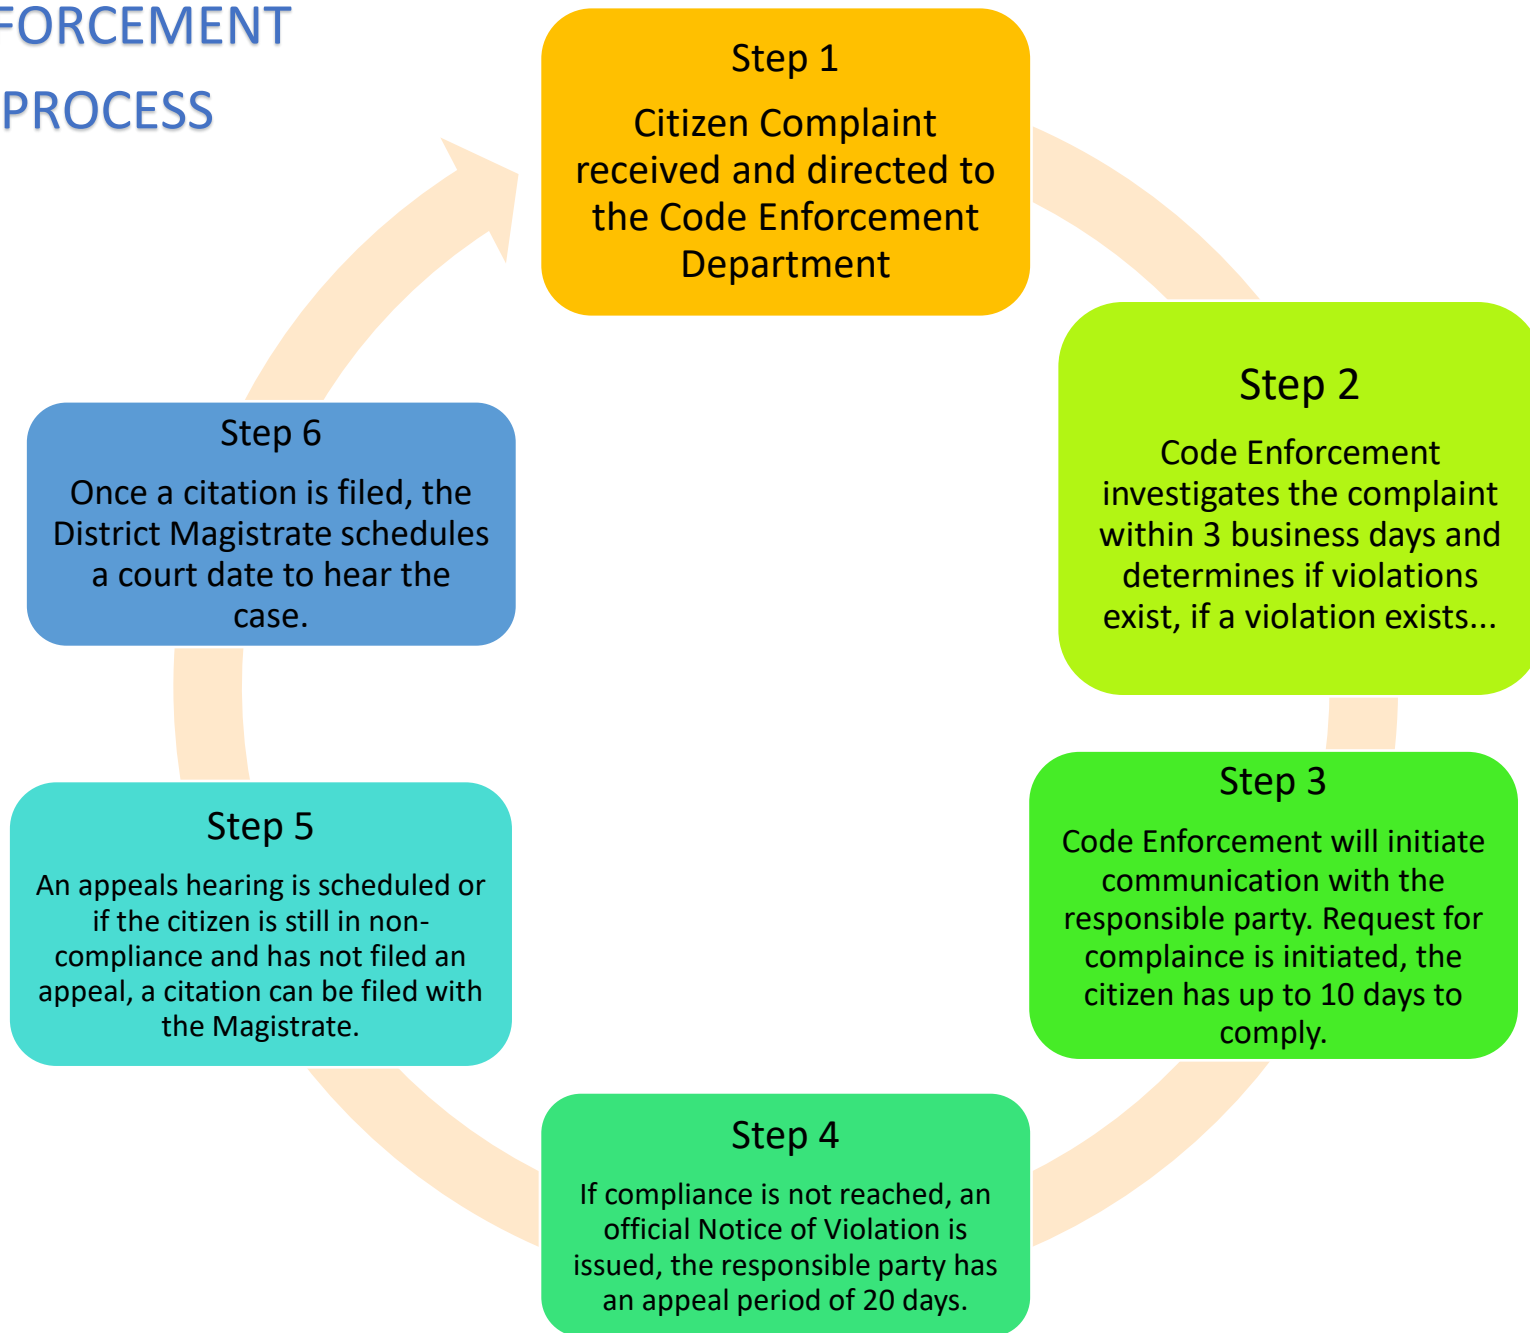 FORCEMENT
PROCESS
Step 1
Citizen Complaint
received and directed to
the Code Enforcement
Department
Step 2
Code Enforcement
investigates the complaint
within 3 business days and
determines if violations
exist, if a violation exists...
Step 3
Code Enforcement will initiate
communication with the
responsible party. Request for
complaince is initiated, the
citizen has up to 10 days to
comply.
Step 4
If compliance is not reached, an
official Notice of Violation is
issued, the responsible party has
an appeal period of 20 days.
Step 5
An appeals hearing is scheduled or
if the citizen is still in non-
compliance and has not filed an
appeal, a citation can be filed with
the Magistrate.
Step 6
Once a citation is filed, the
District Magistrate schedules
a court date to hear the
case.